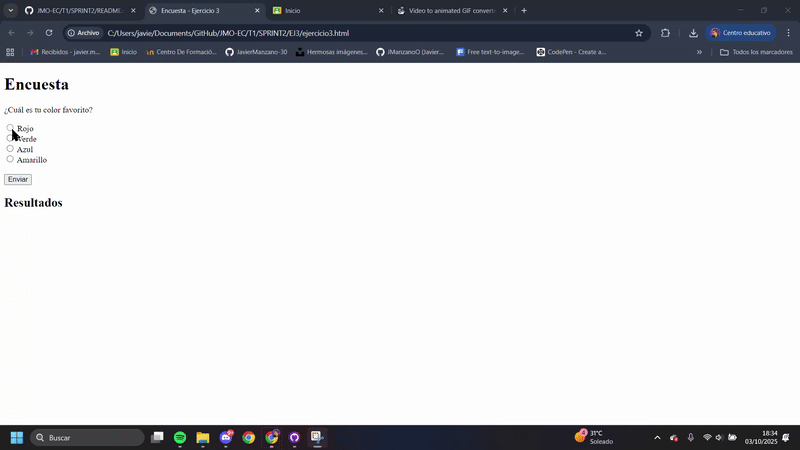 JMO-EC/T1/SPRINT2/README.
Encuesta - Ejercicio 3
Inicio
Video to animated GIF convert
Archivo
C:/Users/javie/Documents/GitHub/JMO-EC/T1/SPRINT2/EJ3/ejercicio3.html
Centro educativo
Recibidos - javier.m...
Inicio
Centro De Formació...
JavierManzano-30
Hermosas imágenes...
JManzanoO (Javier...
Free text-to-image...
CodePen - Create a...
»
Todos los marcadores
Encuesta
¿Cuál es tu color favorito?
Rojo
Verde
Azul
Amarillo
Enviar
Resultados
Buscar
31°C
Soleado
18:34
03/10/2025